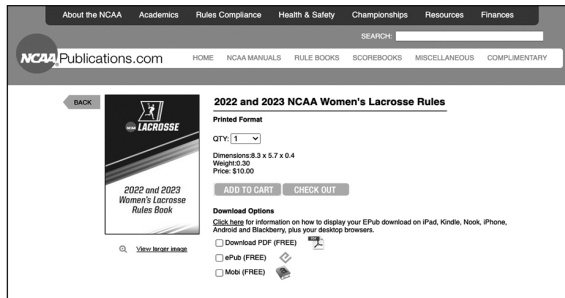 About the NCAA Academics Rules Compliance Health & Safety Championships Resources Finances
SEARCH:
NCAA Publications.com
HOME NCAA MANUALS RULE BOOKS SCOREBOOKS MISCELLANEOUS COMPLIMENTARY
BACK
LACROSSE
2022 and 2023
Women's Lacrosse
Rules Book
View larger image
2022 and 2023 NCAA Women's Lacrosse Rules
Printed Format
QTY: 1
Dimensions:8.3 x 5.7 x 0.4
Weight:0.30
Price: $10.00
ADD TO CART CHECK OUT
Download Options
Click here for information on how to display your EPub download on iPad, Kindle, Nook, iPhone,
Android and Blackberry, plus your desktop browsers.
Download PDF (FREE)
ePub (FREE)
Mobi (FREE)